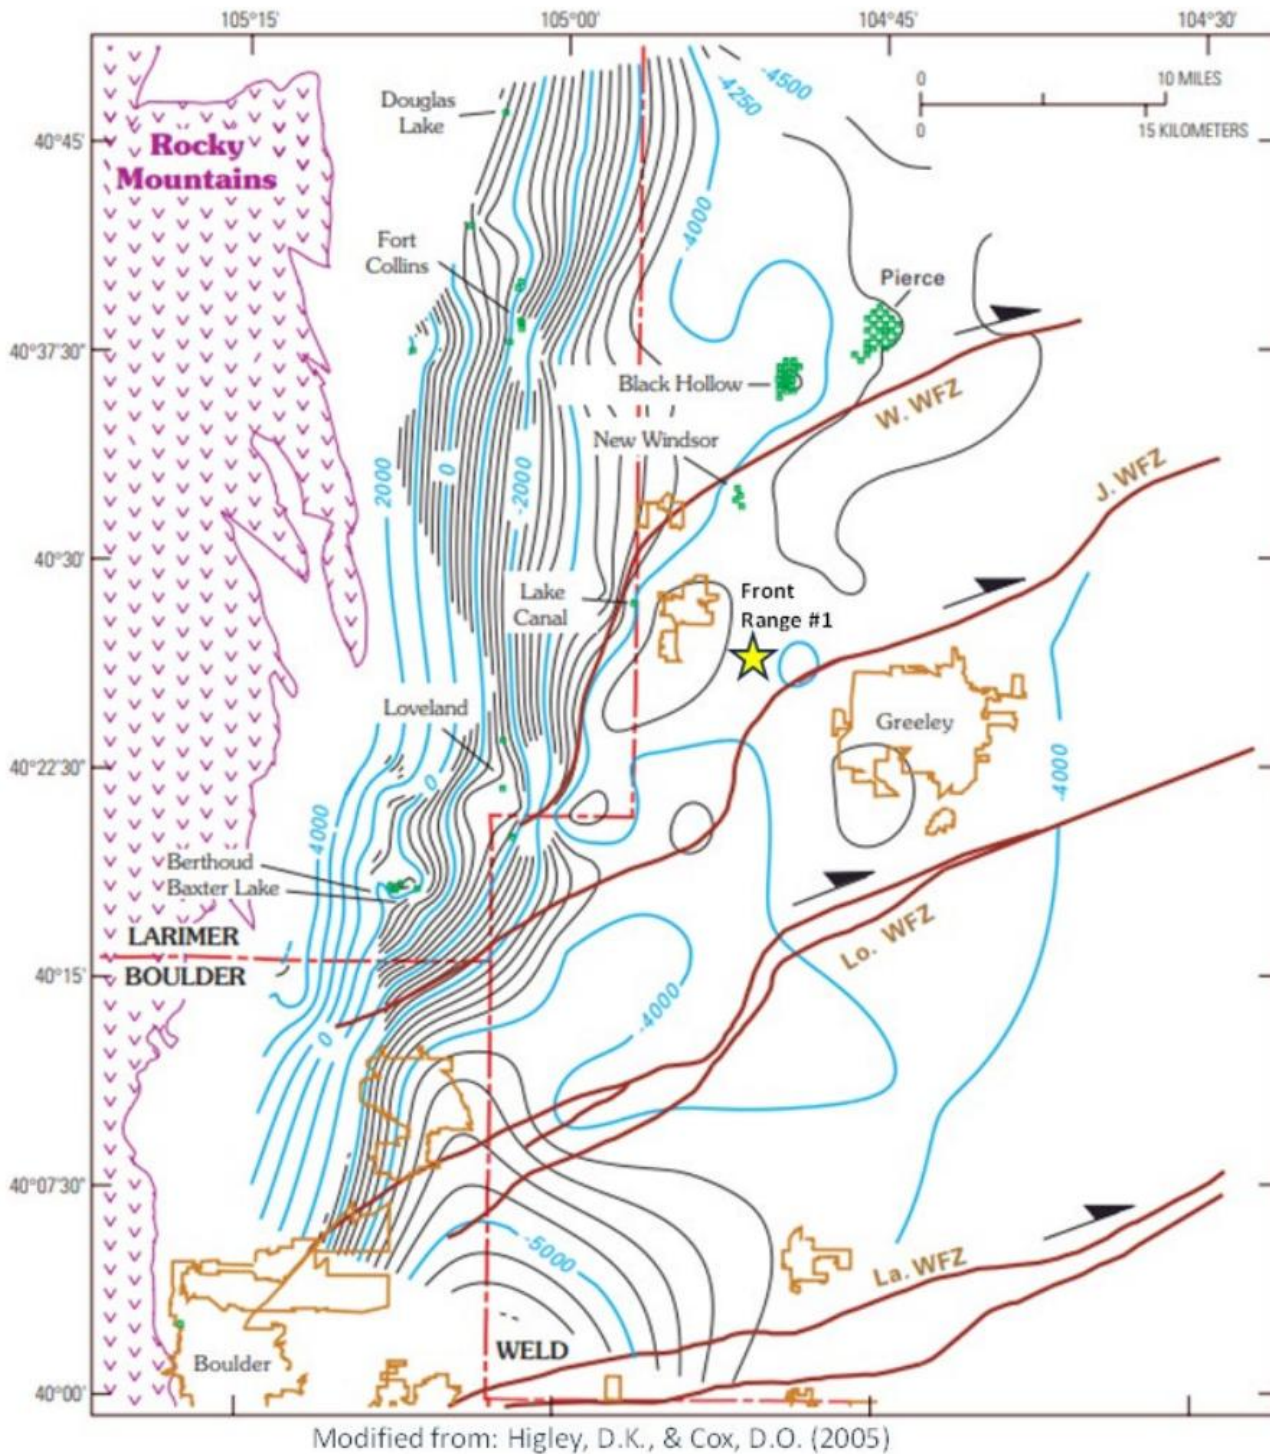 105°15'
105°00'
104°45'
104°30'
0
10 MILES
0
15 KILOMETERS
-4500
-4250
Douglas
Lake
40°45'
Rocky
Mountains
-4000
Fort
Collins
Pierce
40°37'30"
Black Hollow
W. WFZ
New Windsor
2000
0
-2000
J. WFZ
40°30'
Lake
Canal
Front
Range #1
Loveland
Greeley
40°22'30"
0
4000
-4000
Berthoud
Baxter Lake
LARIMER
BOULDER
Lo. WFZ
40°15'
-4000
0
40°07'30"
-5000
La. WFZ
WELD
Boulder
40°00'
Modified from: Higley, D.K., & Cox, D.O. (2005)